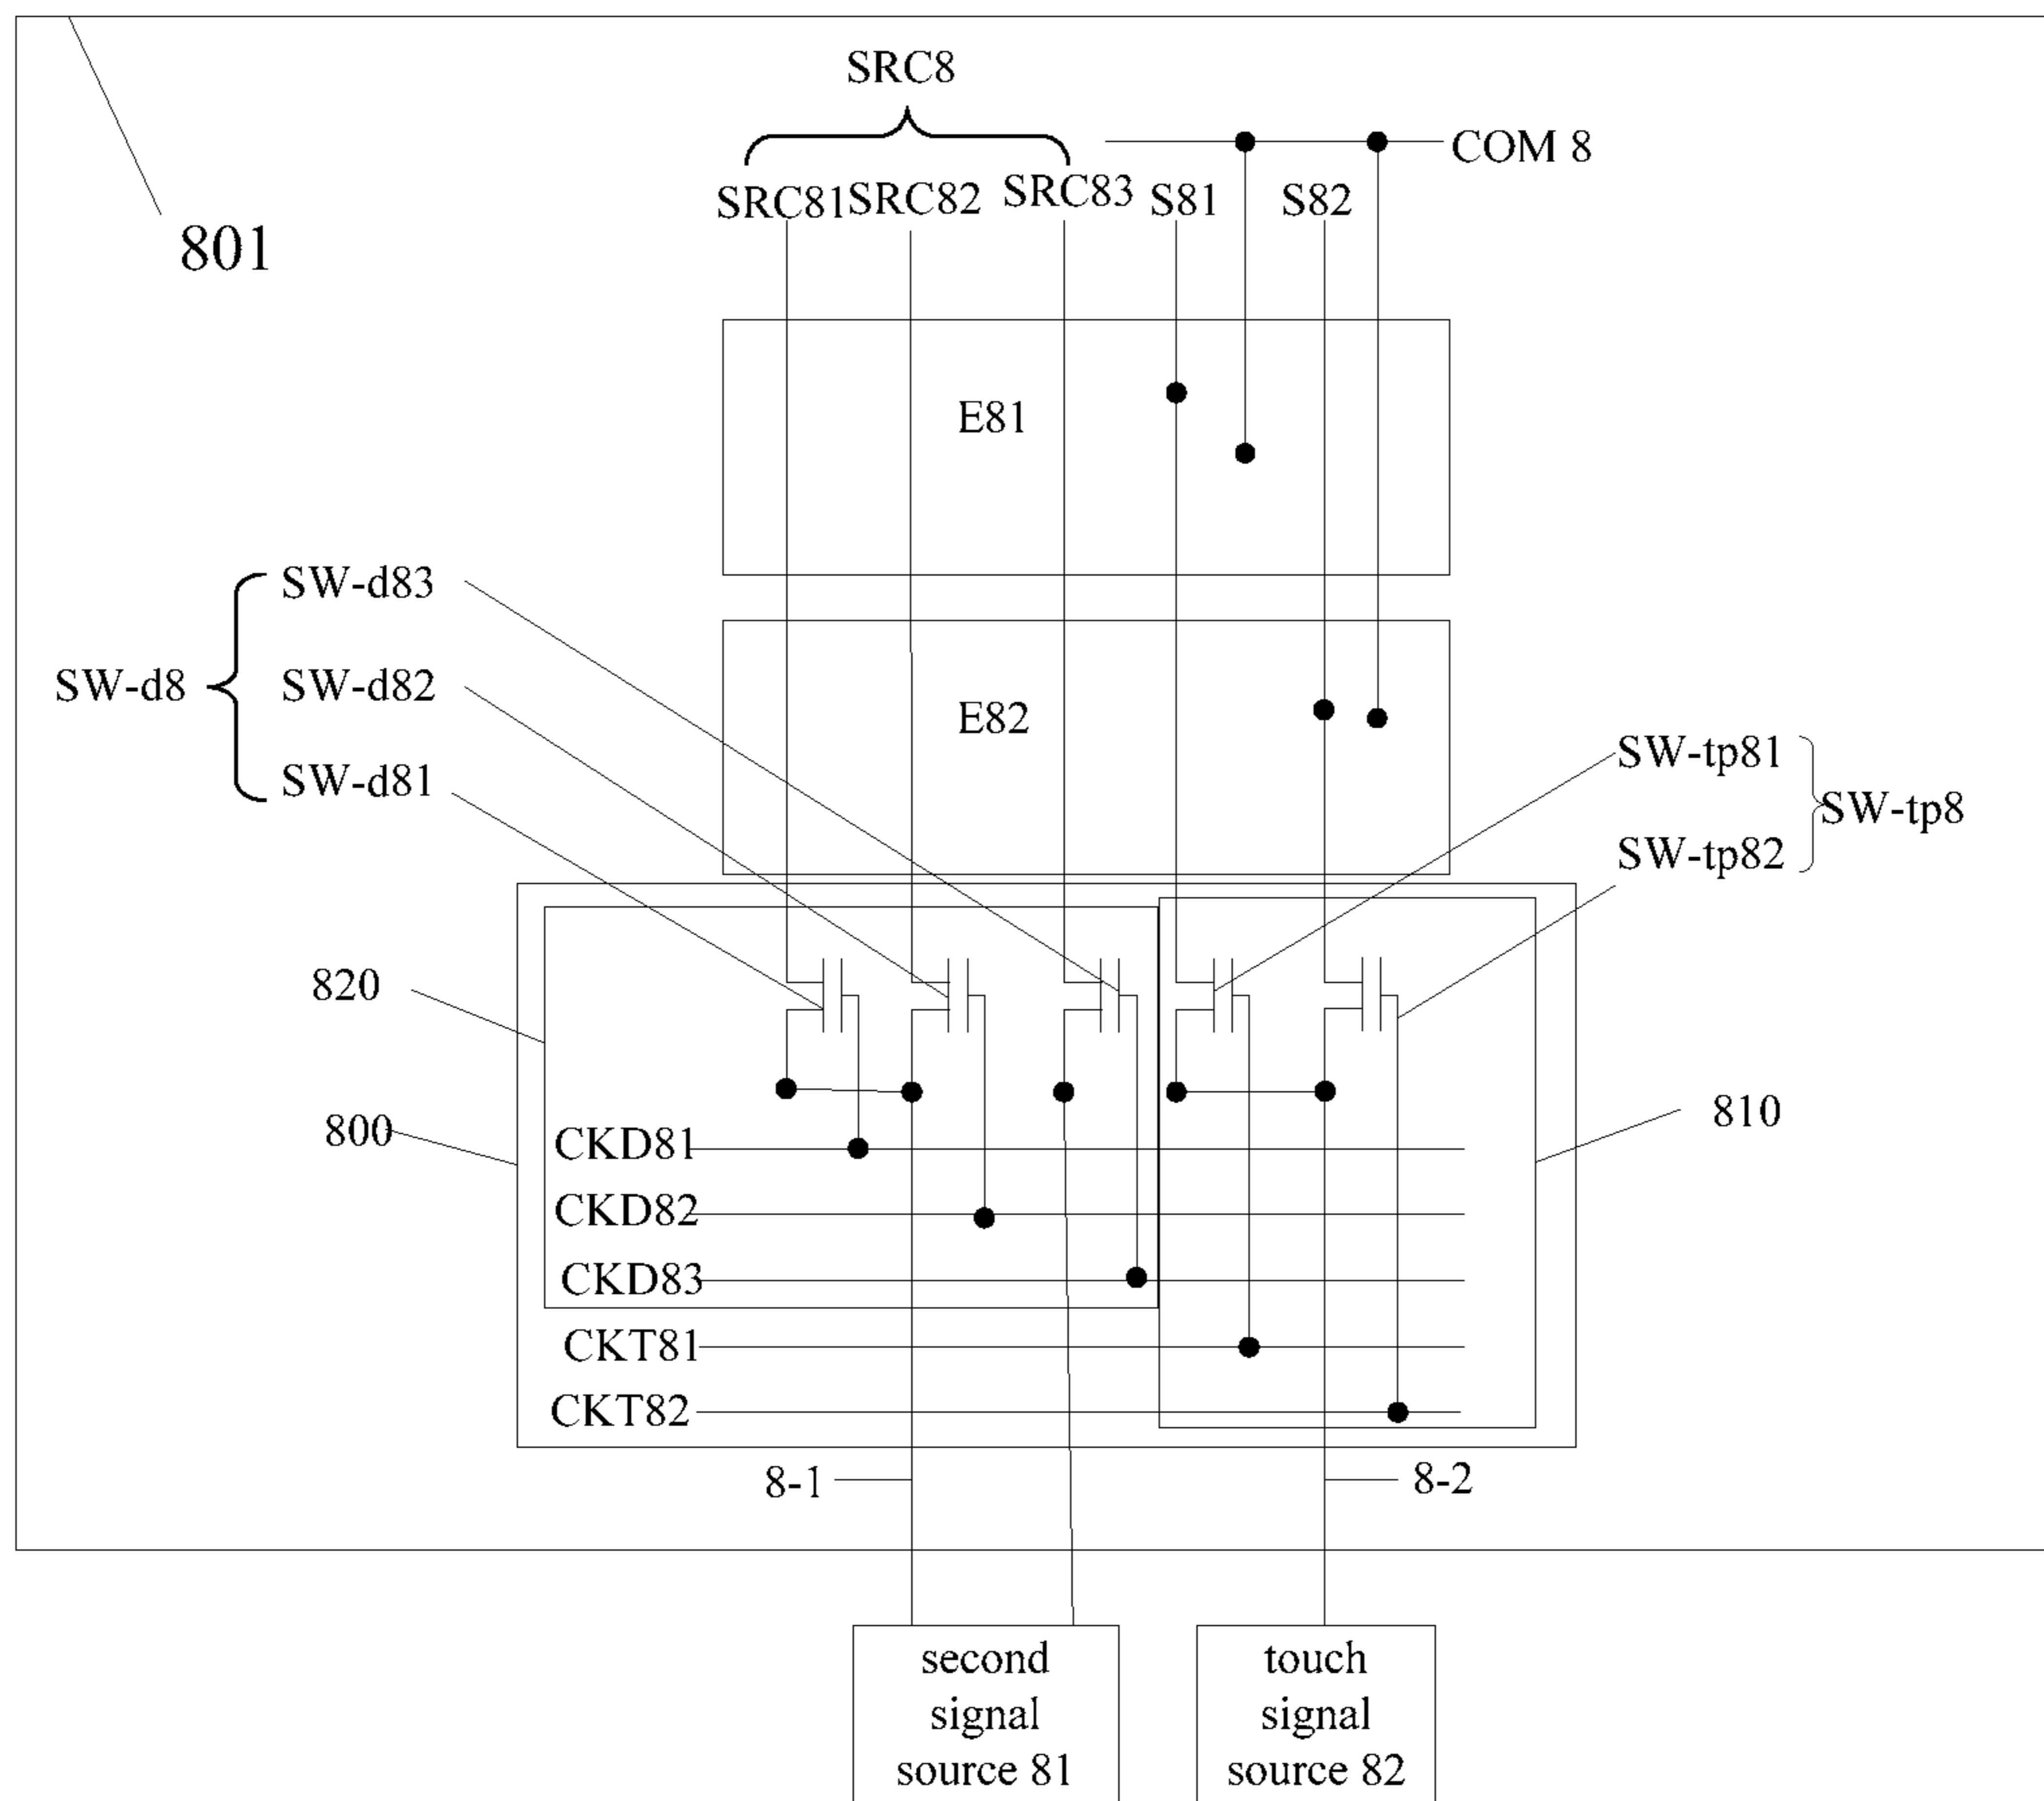 SRC8
COM 8
SRC81 SRC82 SRC83 S81 S82
801
E81
SW-d83
SW-d8
SW-d82
SW-d81
E82
SW-tp81
SW-tp8
SW-tp82
820
800
810
CKD81
CKD82
CKD83
CKT81
CKT82
8-1
8-2
second
signal
source 81
touch
signal
source 82